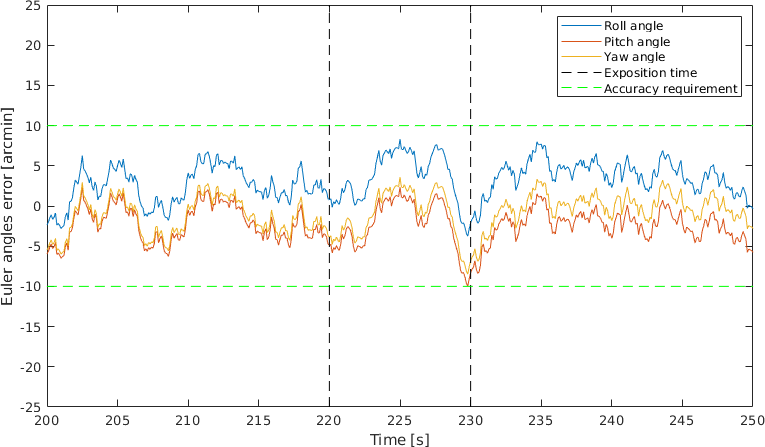 25
20
15
10
5
0
-5
-10
-15
-20
-25
Euler angles error [arcmin]
Roll angle
Pitch angle
Yaw angle
Exposition time
Accuracy requirement
200 205 210 215 220 225 230 235 240 245 250
Time [s]